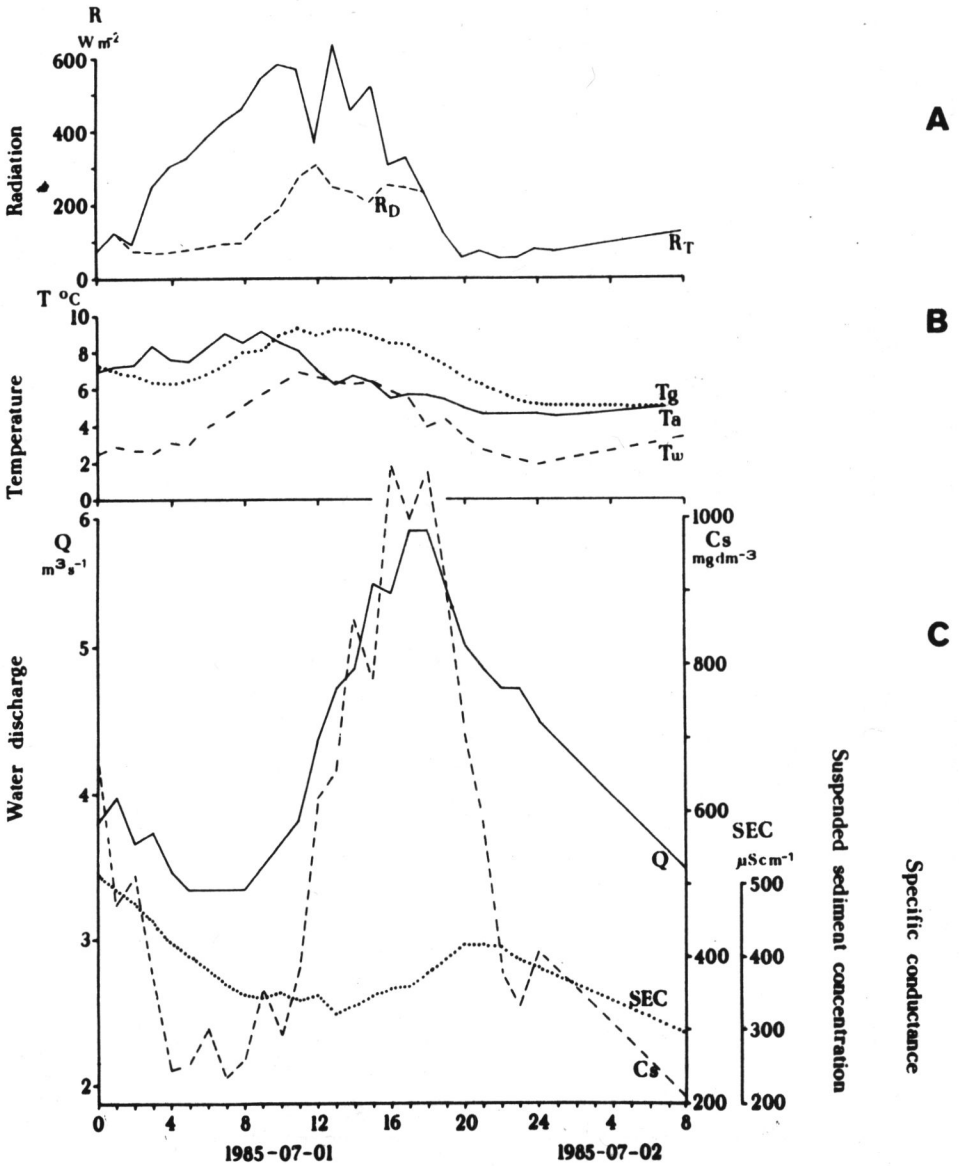 R
W m⁻²
600
400
200
0
Radiation
R_D
R_T
A
T °C
10
8
6
4
2
0
Temperature
Tg
Ta
Tw
B
6
5
4
3
2
Q
m³ s⁻¹
Water discharge
1000
800
600
400
200
Cs
mgdm⁻³
Suspended sediment concentration
SEC
μScm⁻¹
500
400
300
200
Specific conductance
Q
SEC
Cs
C
0 4 8 12 16 20 24 4 8
1985-07-01 1985-07-02